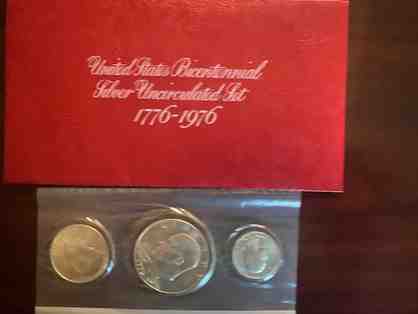 United States Bicentennial
Silver Uncirculated Set
1776-1976